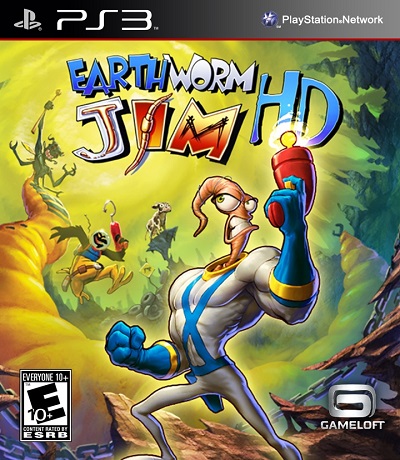 PS3
PlayStation®Network
EARTHWORM
JIM HD
EVERYONE 10+
10+
CONTENT RATED BY
ESRB
GAMELOFT